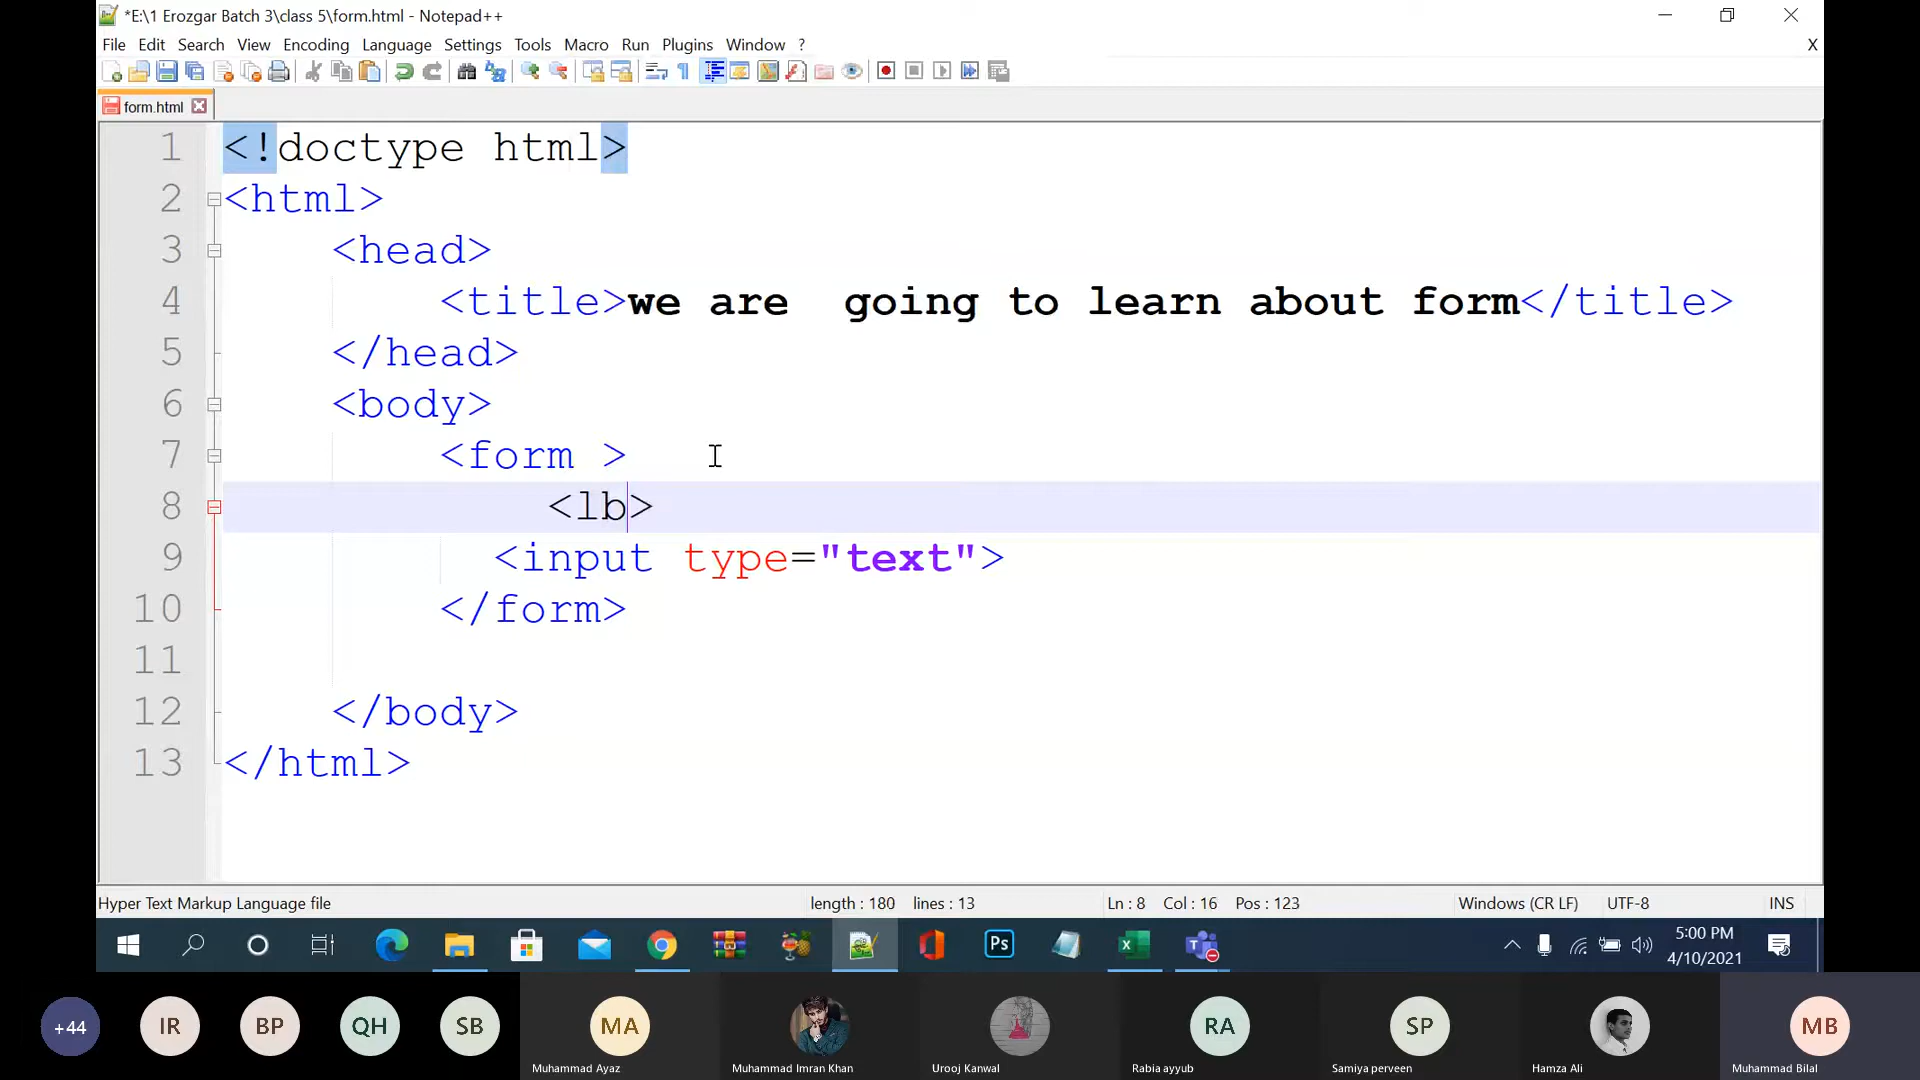 *E:\1 Erozgar Batch 3\class 5\form.html - Notepad++
File Edit Search View Encoding Language Settings Tools Macro Run Plugins Window ? X
form.html
1 <!doctype html>
2 <html>
3 <head>
4 <title>we are  going to learn about form</title>
5 </head>
6 <body>
7 <form >
8 <lb>
9 <input type="text">
10 </form>
11
12 </body>
13 </html>
Hyper Text Markup Language file length : 180 lines : 13 Ln : 8 Col : 16 Pos : 123 Windows (CR LF) UTF-8 INS
Ps
5:00 PM
4/10/2021
+44 IR BP QH SB MA RA SP MB
Muhammad Ayaz Muhammad Imran Khan Urooj Kanwal Rabia ayyub Samiya perveen Hamza Ali Muhammad Bilal